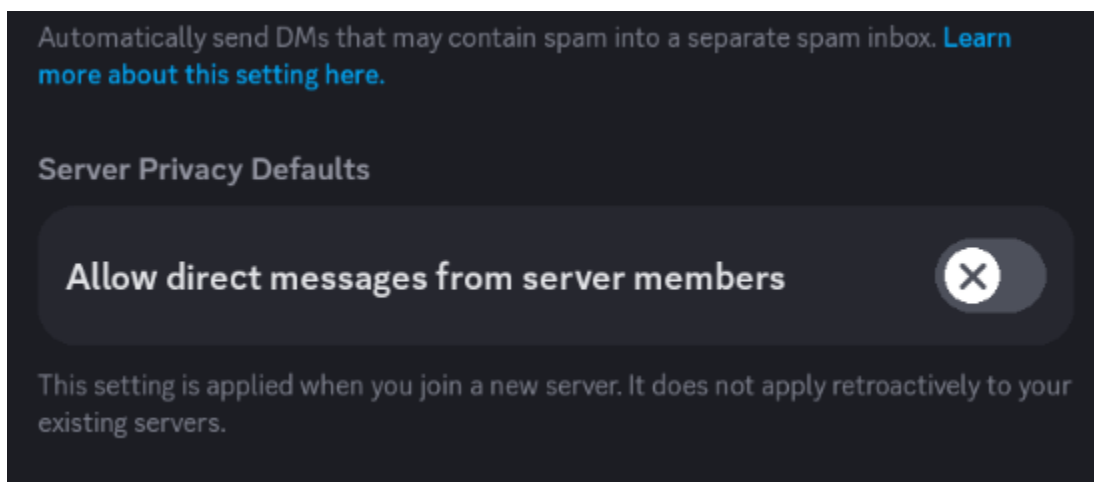 Automatically send DMs that may contain spam into a separate spam inbox. Learn
more about this setting here.
Server Privacy Defaults
Allow direct messages from server members
This setting is applied when you join a new server. It does not apply retroactively to your
existing servers.